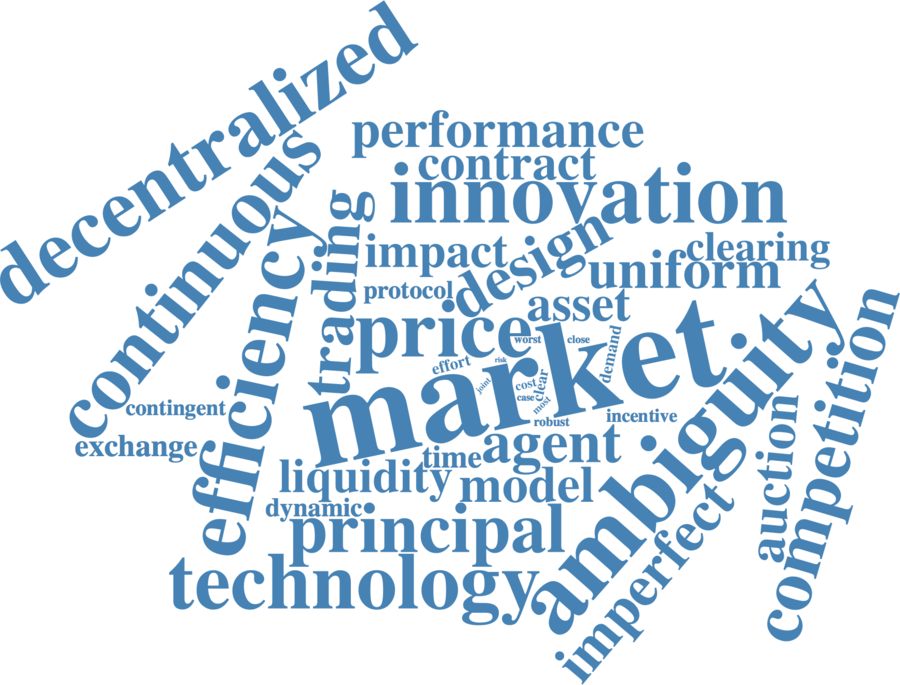 decentralized
performance
contract
continuous
innovation
trading
efficiency
impact
design
clearing
uniform
protocol
asset
price
worst
close
demand
market
effort
risk
joint
cost
clear
case
most
robust
incentive
ambiguity
competition
contingent
exchange
agent
time
liquidity
model
auction
imperfect
dynamic
principal
technology